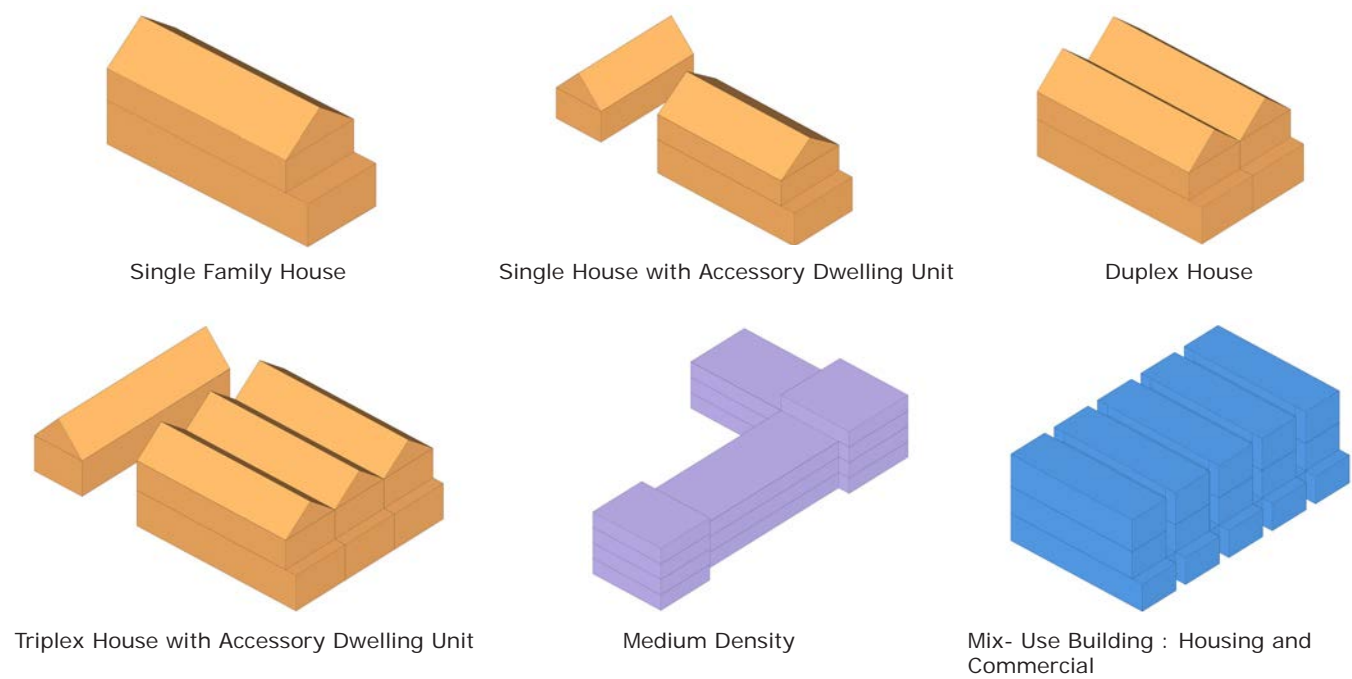 Single Family House
Single House with Accessory Dwelling Unit
Duplex House
Triplex House with Accessory Dwelling Unit
Medium Density
Mix- Use Building : Housing and
Commercial